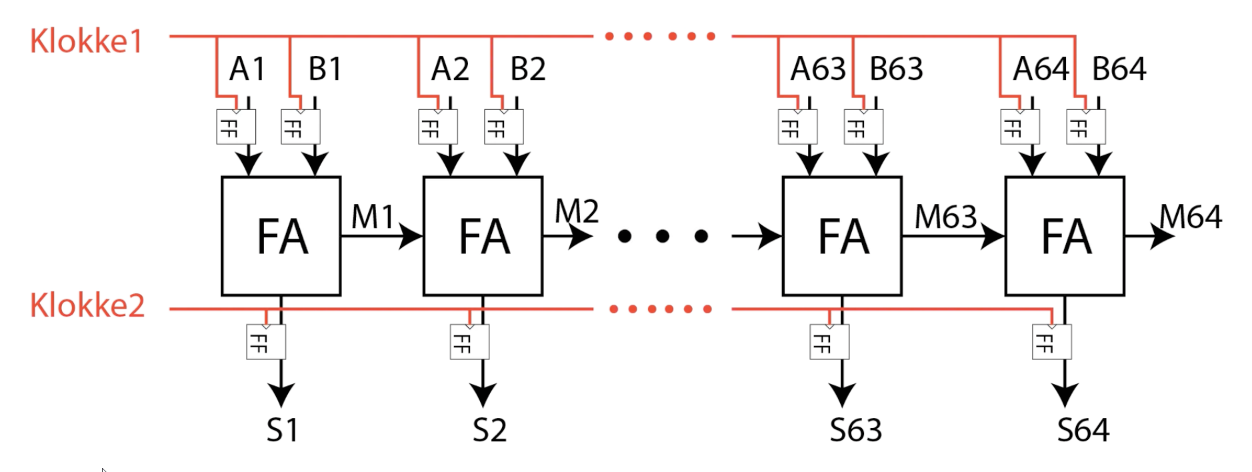 Klokke1
A1 B1 A2 B2 A63 B63 A64 B64
FF FF FF FF FF FF FF FF
FA M1 FA M2 FA M63 FA M64
Klokke2
FF FF FF FF
S1 S2 S63 S64